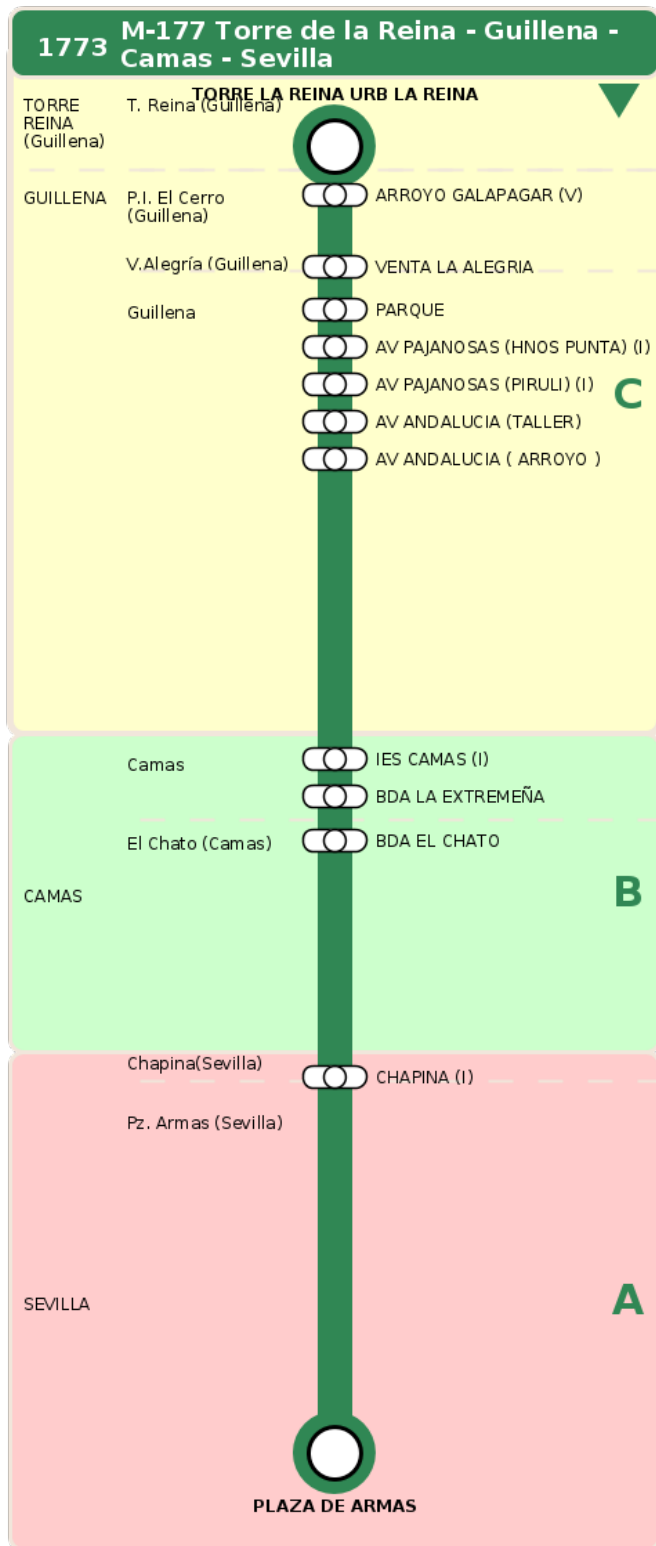 1773
M-177 Torre de la Reina - Guillena -
Camas - Sevilla
TORRE LA REINA URB LA REINA
TORRE
REINA
(Guillena)
T. Reina (Guillena)
GUILLENA
P.I. El Cerro
(Guillena)
ARROYO GALAPAGAR (V)
V.Alegría (Guillena)
VENTA LA ALEGRIA
Guillena
PARQUE
AV PAJANOSAS (HNOS PUNTA) (I)
AV PAJANOSAS (PIRULI) (I)
C
AV ANDALUCIA (TALLER)
AV ANDALUCIA ( ARROYO )
Camas
IES CAMAS (I)
BDA LA EXTREMEÑA
El Chato (Camas)
BDA EL CHATO
CAMAS
B
Chapina(Sevilla)
CHAPINA (I)
Pz. Armas (Sevilla)
SEVILLA
A
PLAZA DE ARMAS